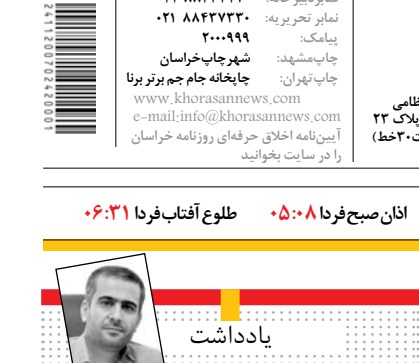 نمابر تحریریه: ۸۸۴۳۷۳۳۰ ۰۲۱
پیامک: ۲۰۰۰۹۹۹
چاپ مشهد: شهرچاپ‌خراسان
چاپ تهران: چاپخانه جام جم برتر برنا
www.khorasannews.com
e-mail:info@khorasannews.com
آیین‌نامه اخلاق حرفه‌ای روزنامه خراسان
را در سایت بخوانید
پلاک ۲۳
اذان صبح فردا ۰۵:۰۸ طلوع آفتاب فردا ۰۶:۳۱
یادداشت